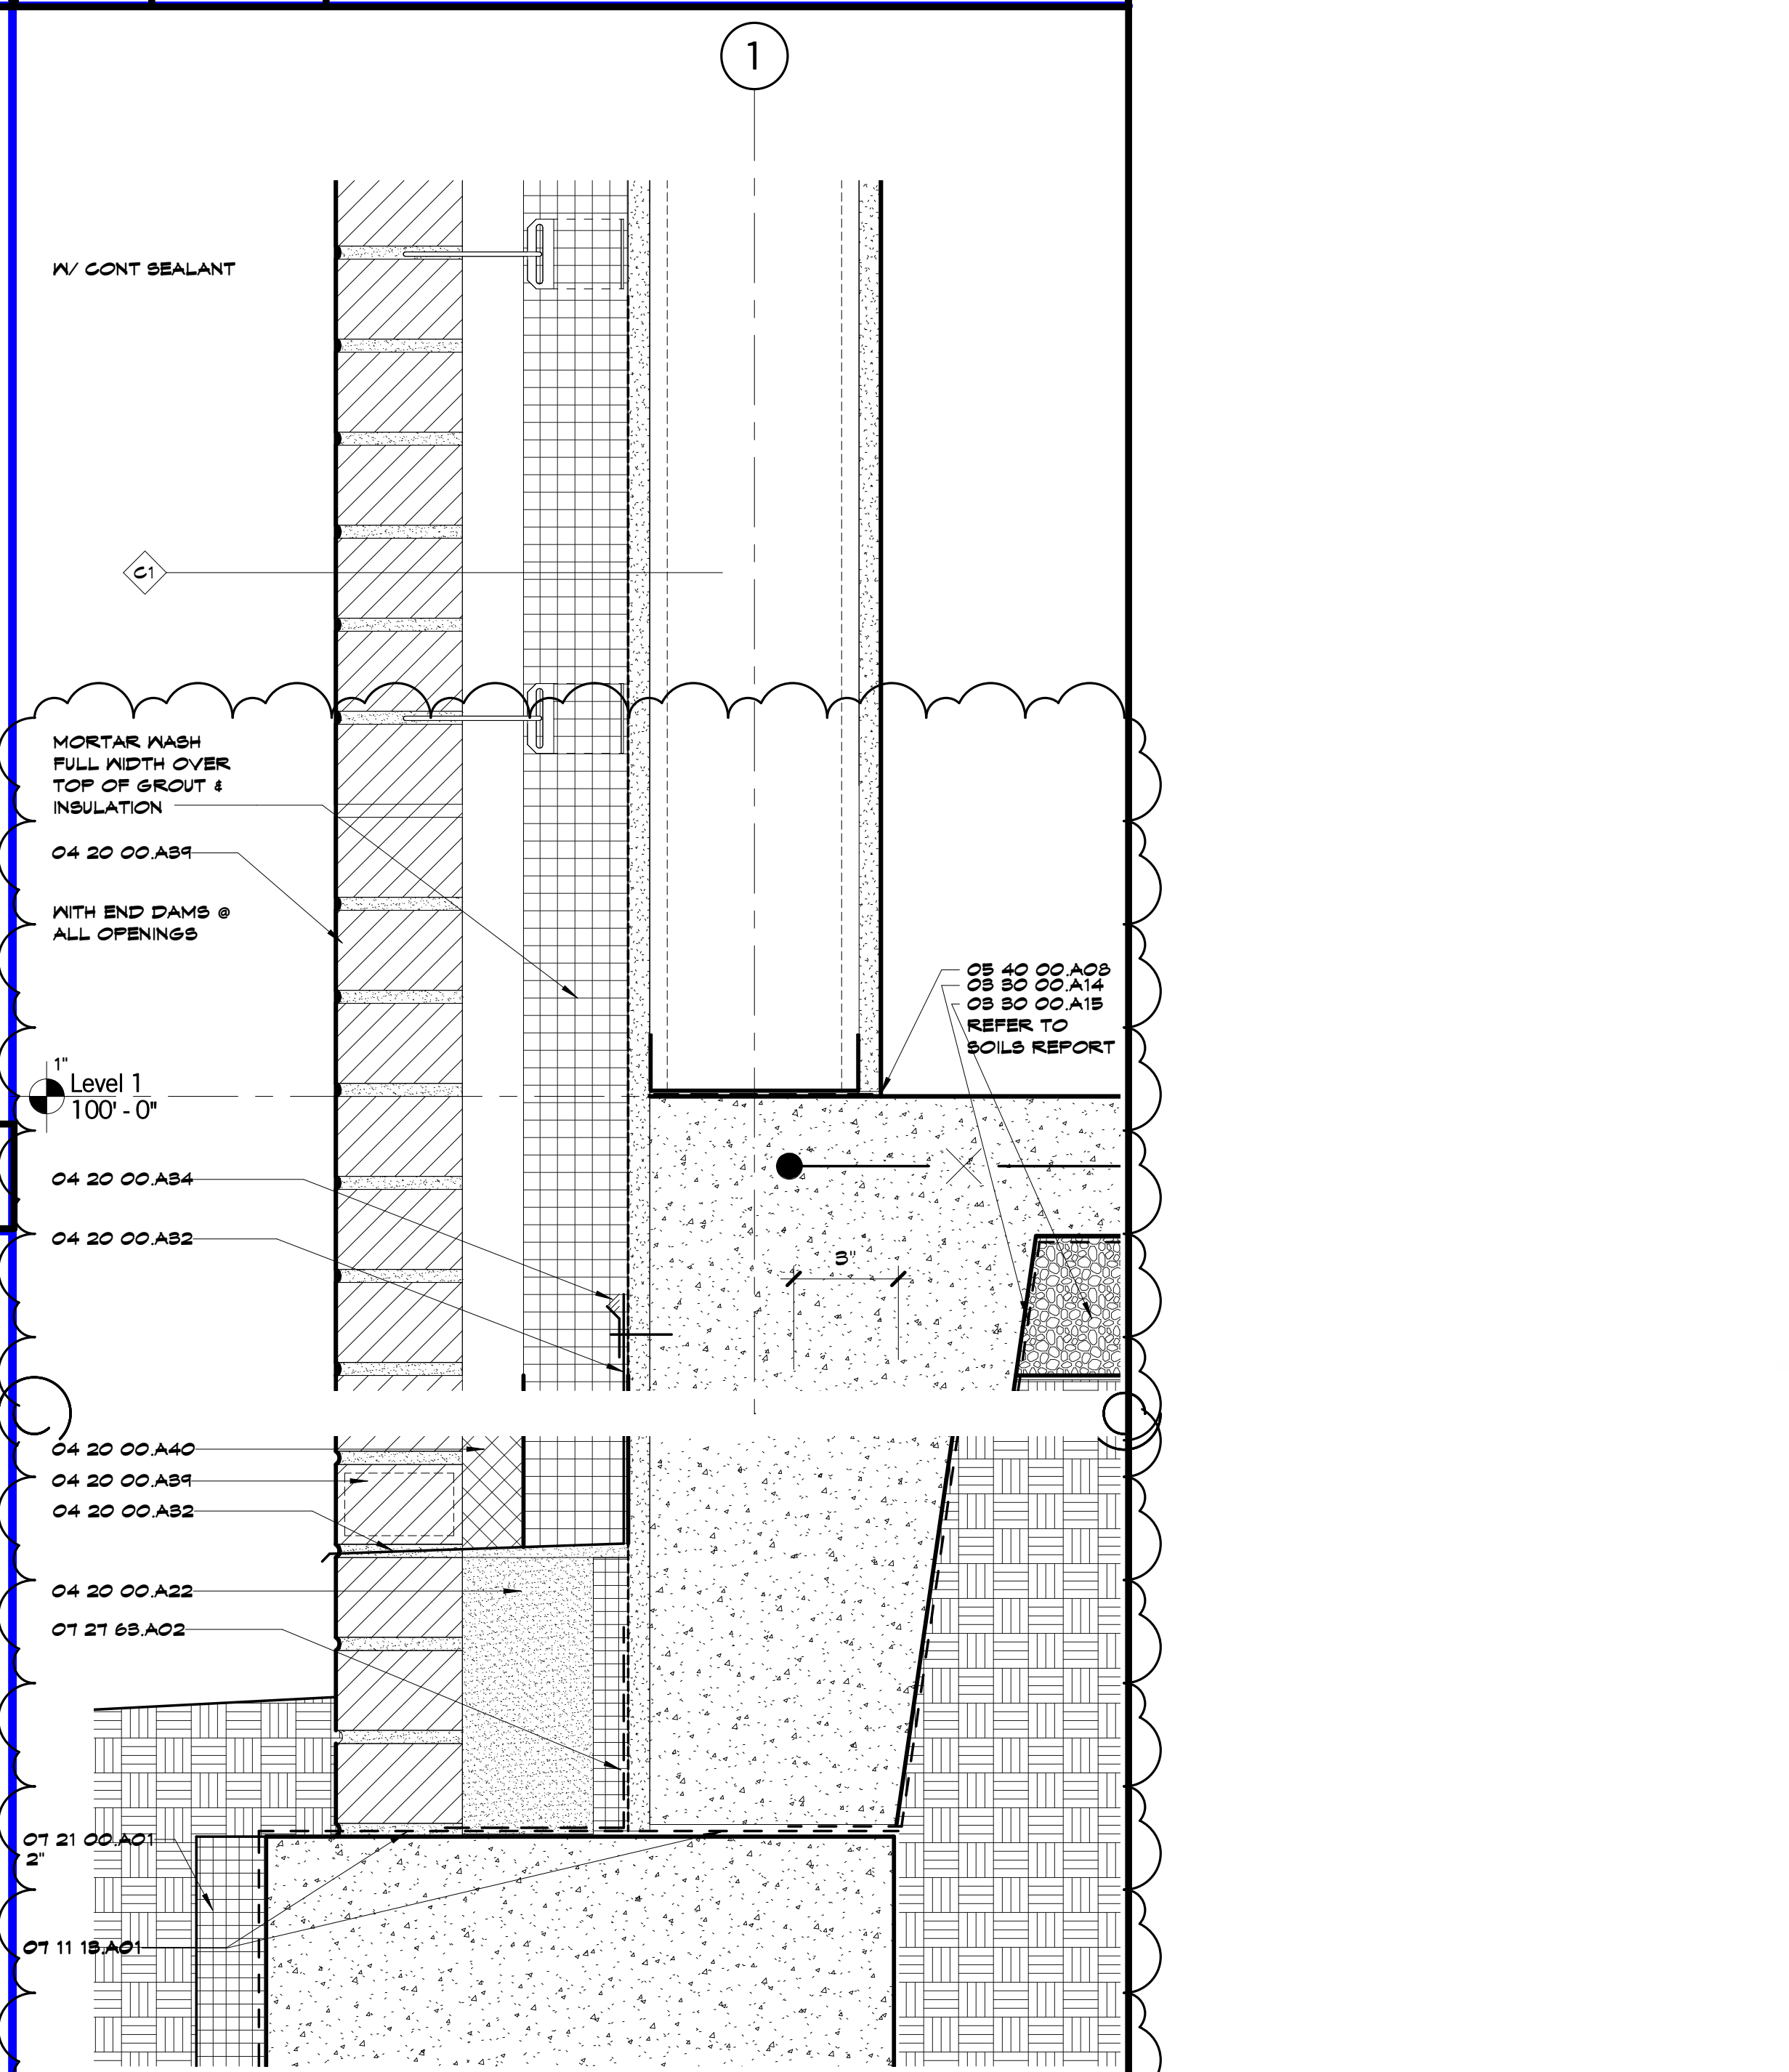 1
W/ CONT SEALANT
C1
MORTAR WASH
FULL WIDTH OVER
TOP OF GROUT &
INSULATION
04 20 00.A39
WITH END DAMS @
ALL OPENINGS
05 40 00.A08
03 30 00.A14
03 30 00.A15
REFER TO
SOILS REPORT
1"
Level 1
100' - 0"
04 20 00.A34
04 20 00.A32
3"
04 20 00.A40
04 20 00.A39
04 20 00.A32
04 20 00.A22
07 27 63.A02
07 21 00.A01
2"
07 11 13.A01